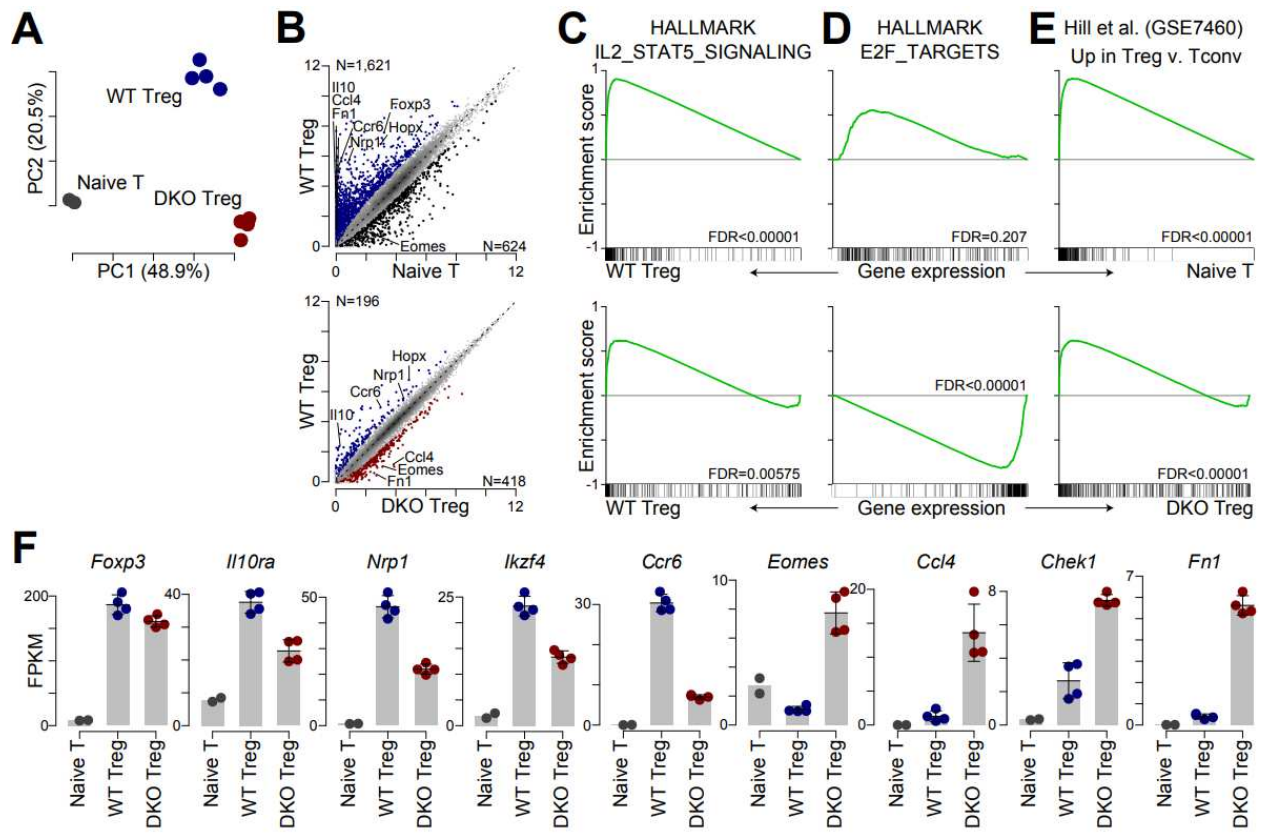 A
PC2 (20.5%)
WT Treg
Naive T
DKO Treg
PC1 (48.9%)
B
12
N=1,621
Il10
Ccl4
Fn1
Foxp3
Ccr6
Hopx
Nrp1
WT Treg
0
Eomes
N=624
0
Naive T
12
12
N=196
Hopx
Nrp1
Ccr6
Il10
WT Treg
Ccl4
Eomes
Fn1
0
N=418
0
DKO Treg
12
C
HALLMARK
IL2_STAT5_SIGNALING
D
HALLMARK
E2F_TARGETS
E
Hill et al. (GSE7460)
Up in Treg v. Tconv
Enrichment score
1
0
-1
FDR<0.00001
FDR=0.207
FDR<0.00001
WT Treg
Gene expression
Naive T
Enrichment score
1
0
-1
FDR=0.00575
FDR<0.00001
FDR<0.00001
WT Treg
Gene expression
DKO Treg
F
FPKM
Foxp3
200
0
Naive T
WT Treg
DKO Treg
Il10ra
40
0
Naive T
WT Treg
DKO Treg
Nrp1
50
0
Naive T
WT Treg
DKO Treg
Ikzf4
25
0
Naive T
WT Treg
DKO Treg
Ccr6
30
0
Naive T
WT Treg
DKO Treg
Eomes
10
0
Naive T
WT Treg
DKO Treg
Ccl4
20
0
Naive T
WT Treg
DKO Treg
Chek1
8
0
Naive T
WT Treg
DKO Treg
Fn1
7
0
Naive T
WT Treg
DKO Treg